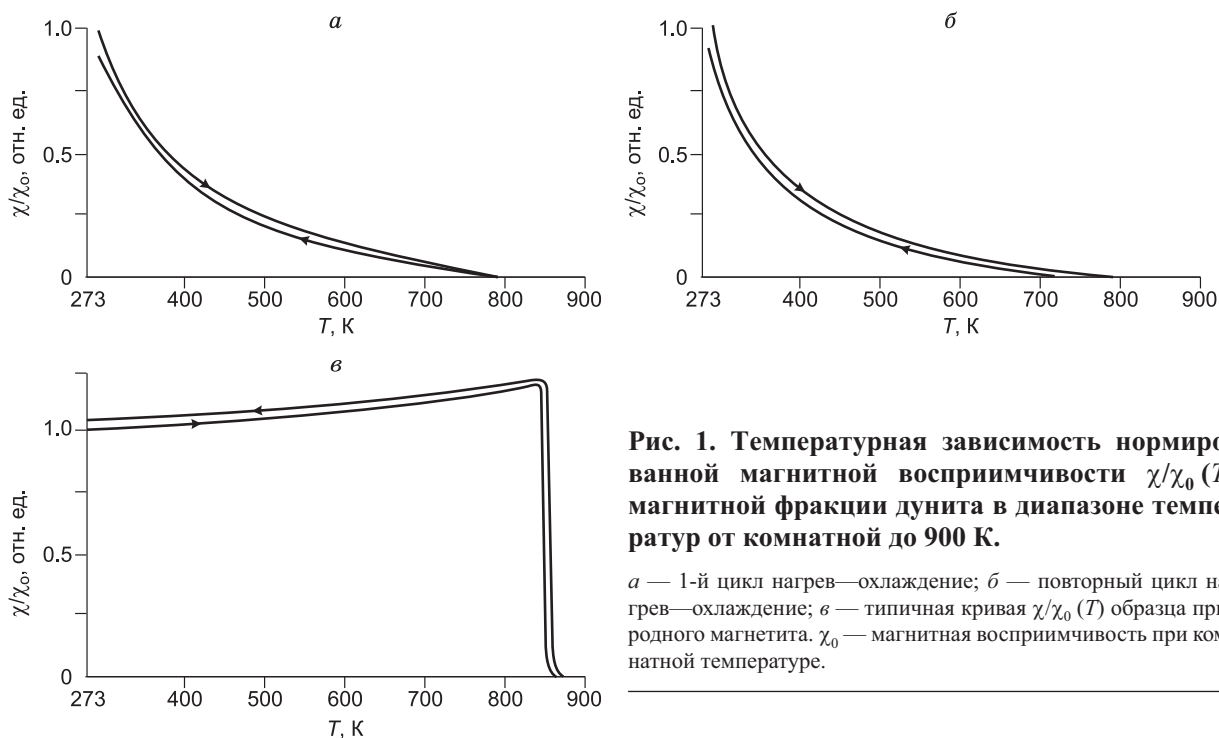 а
1.0
0.5
0
χ/χ₀, отн. ед.
273 400 500 600 700 800 900
T, К
б
1.0
0.5
0
χ/χ₀, отн. ед.
273 400 500 600 700 800 900
T, К
в
1.0
0.5
0
χ/χ₀, отн. ед.
273 400 500 600 700 800 900
T, К
Рис. 1. Температурная зависимость нормиро
ванной магнитной восприимчивости χ/χ₀ (T
магнитной фракции дунита в диапазоне темпе
ратур от комнатной до 900 К.
а — 1-й цикл нагрев—охлаждение; б — повторный цикл на
грев—охлаждение; в — типичная кривая χ/χ₀ (T) образца при
родного магнетита. χ₀ — магнитная восприимчивость при ком
натной температуре.